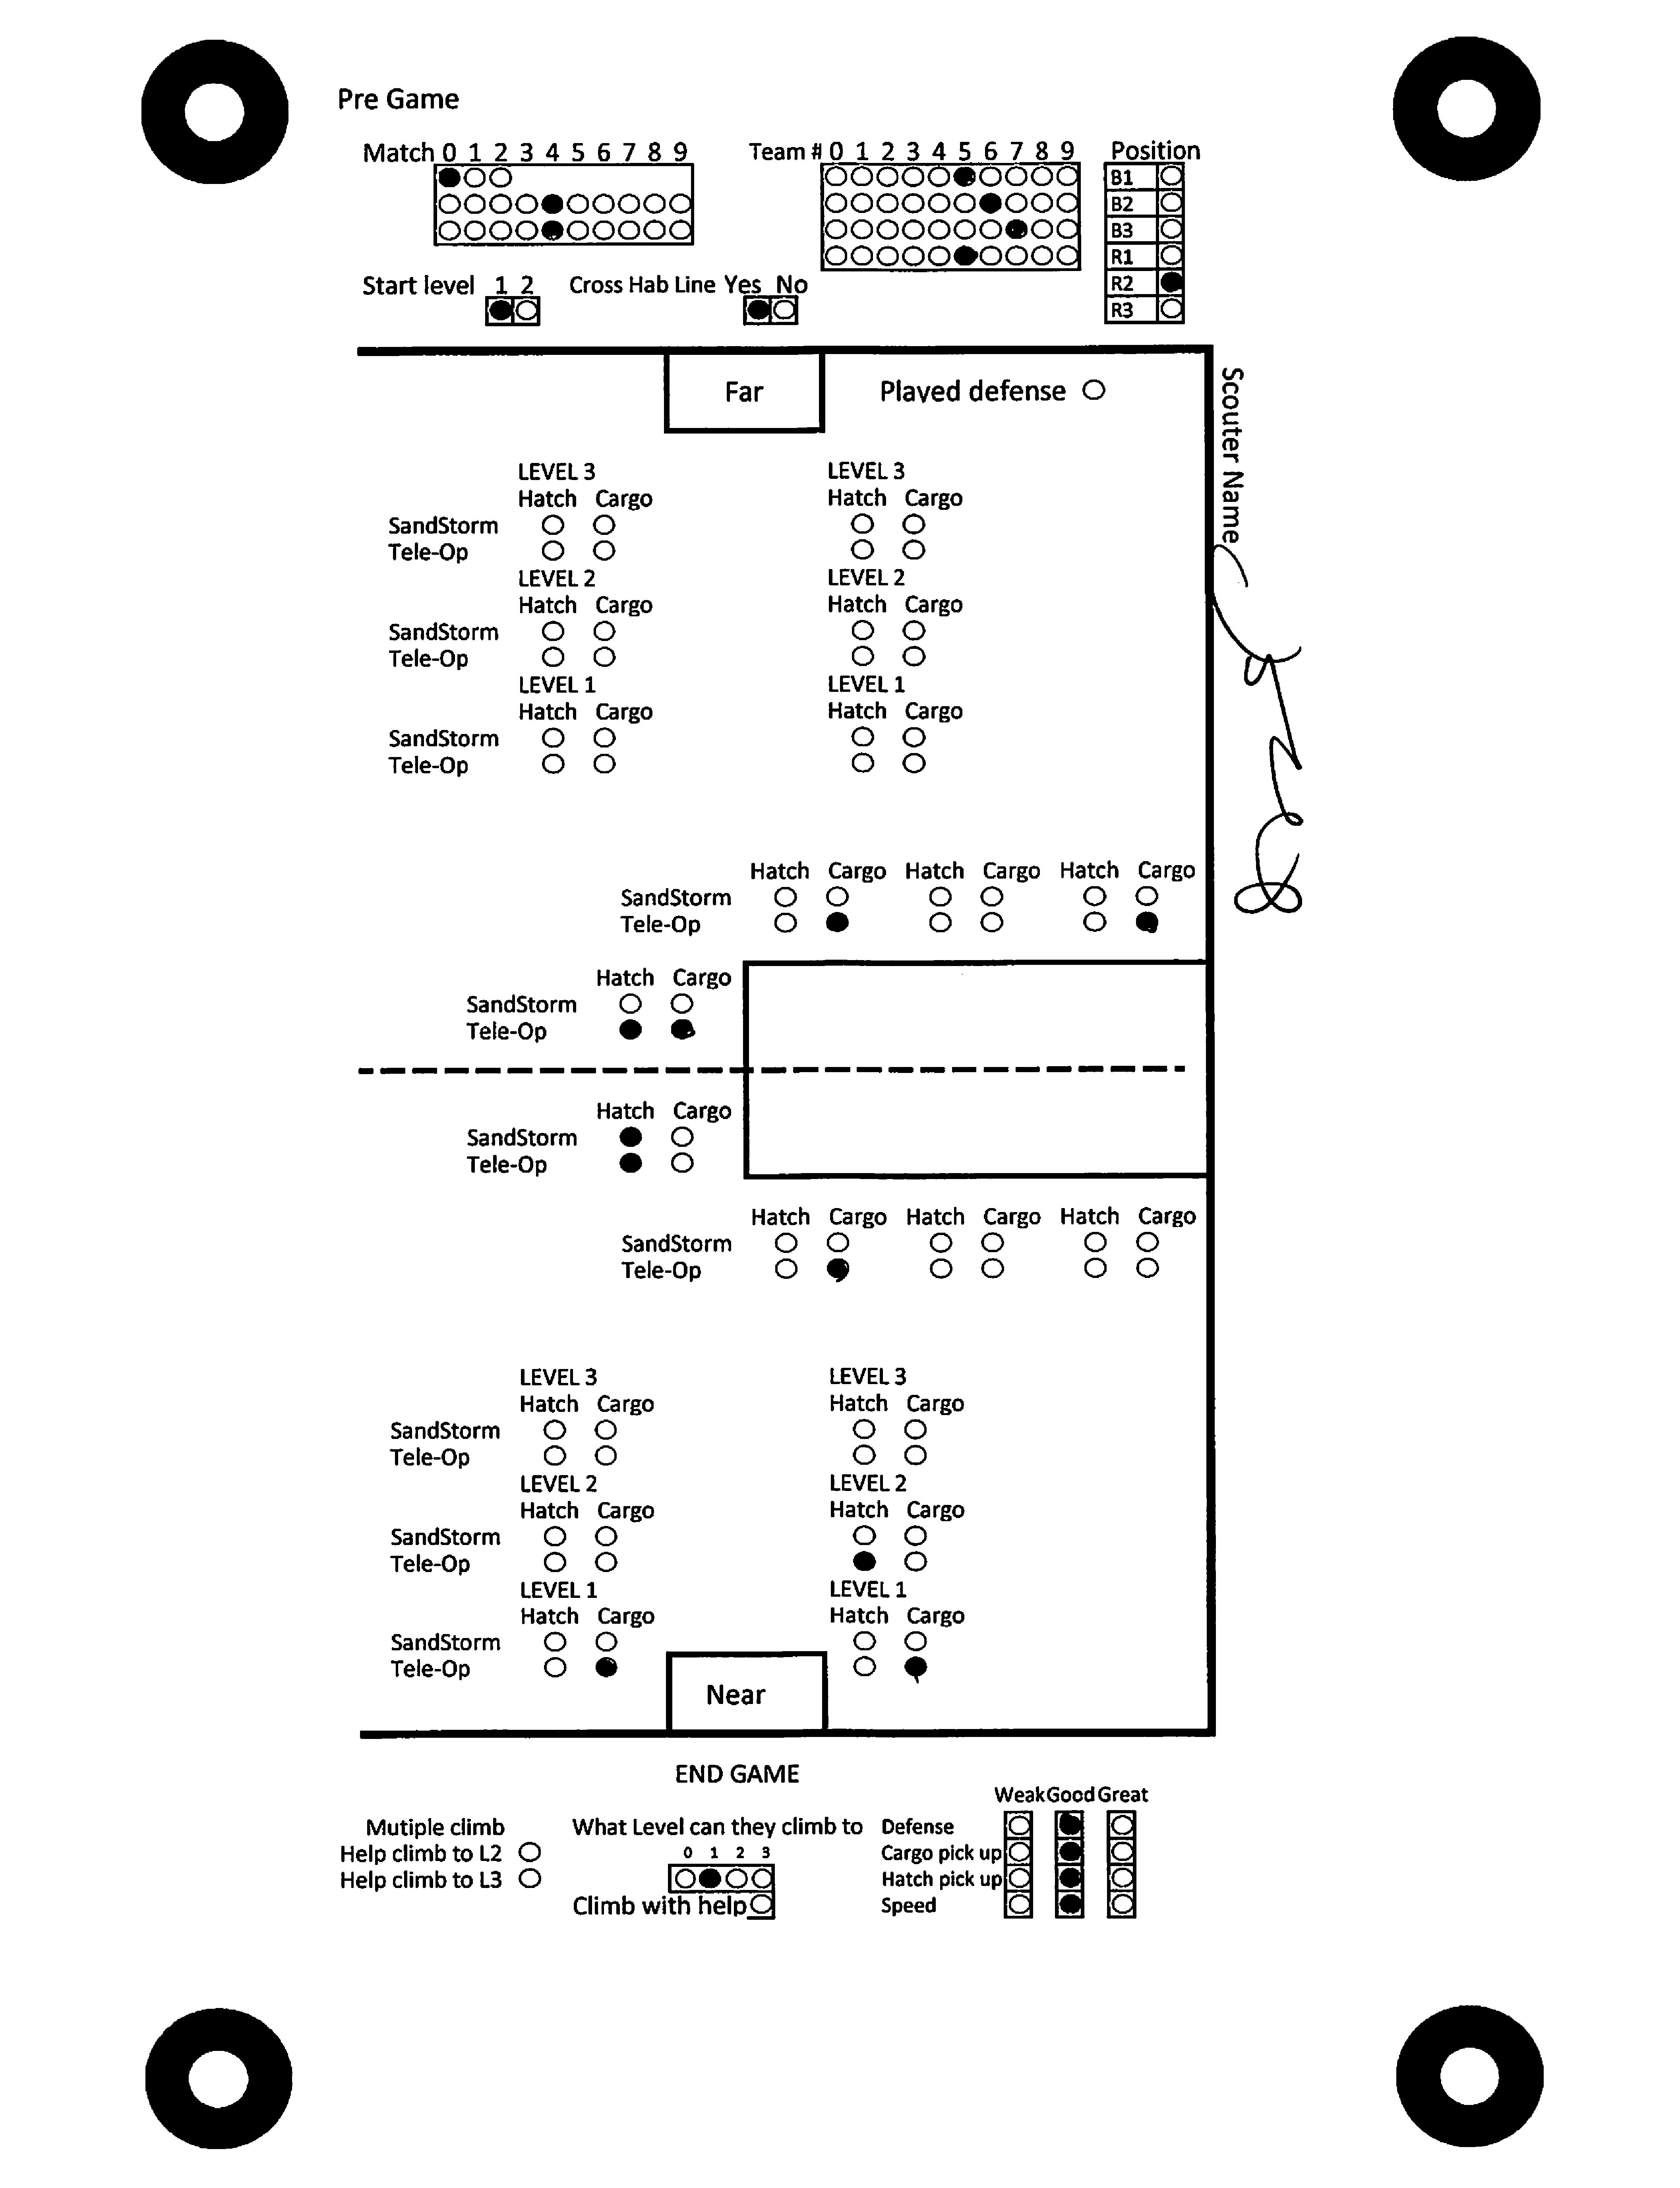 Pre Game
Match 0 1 2 3 4 5 6 7 8 9
Team # 0 1 2 3 4 5 6 7 8 9
Position
B1
B2
B3
R1
R2
R3
Start level 1 2
Cross Hab Line Yes No
Far
Played defense
Scouter Name
LEVEL 3 LEVEL 3
Hatch Cargo Hatch Cargo
SandStorm
Tele-Op
LEVEL 2 LEVEL 2
Hatch Cargo Hatch Cargo
SandStorm
Tele-Op
LEVEL 1 LEVEL 1
Hatch Cargo Hatch Cargo
SandStorm
Tele-Op
Hatch Cargo Hatch Cargo Hatch Cargo
SandStorm
Tele-Op
Hatch Cargo
SandStorm
Tele-Op
Hatch Cargo
SandStorm
Tele-Op
Hatch Cargo Hatch Cargo Hatch Cargo
SandStorm
Tele-Op
LEVEL 3 LEVEL 3
Hatch Cargo Hatch Cargo
SandStorm
Tele-Op
LEVEL 2 LEVEL 2
Hatch Cargo Hatch Cargo
SandStorm
Tele-Op
LEVEL 1 LEVEL 1
Hatch Cargo Hatch Cargo
SandStorm
Tele-Op
Near
END GAME
Mutiple climb
Help climb to L2
Help climb to L3
What Level can they climb to
0 1 2 3
Climb with help
Weak Good Great
Defense
Cargo pick up
Hatch pick up
Speed